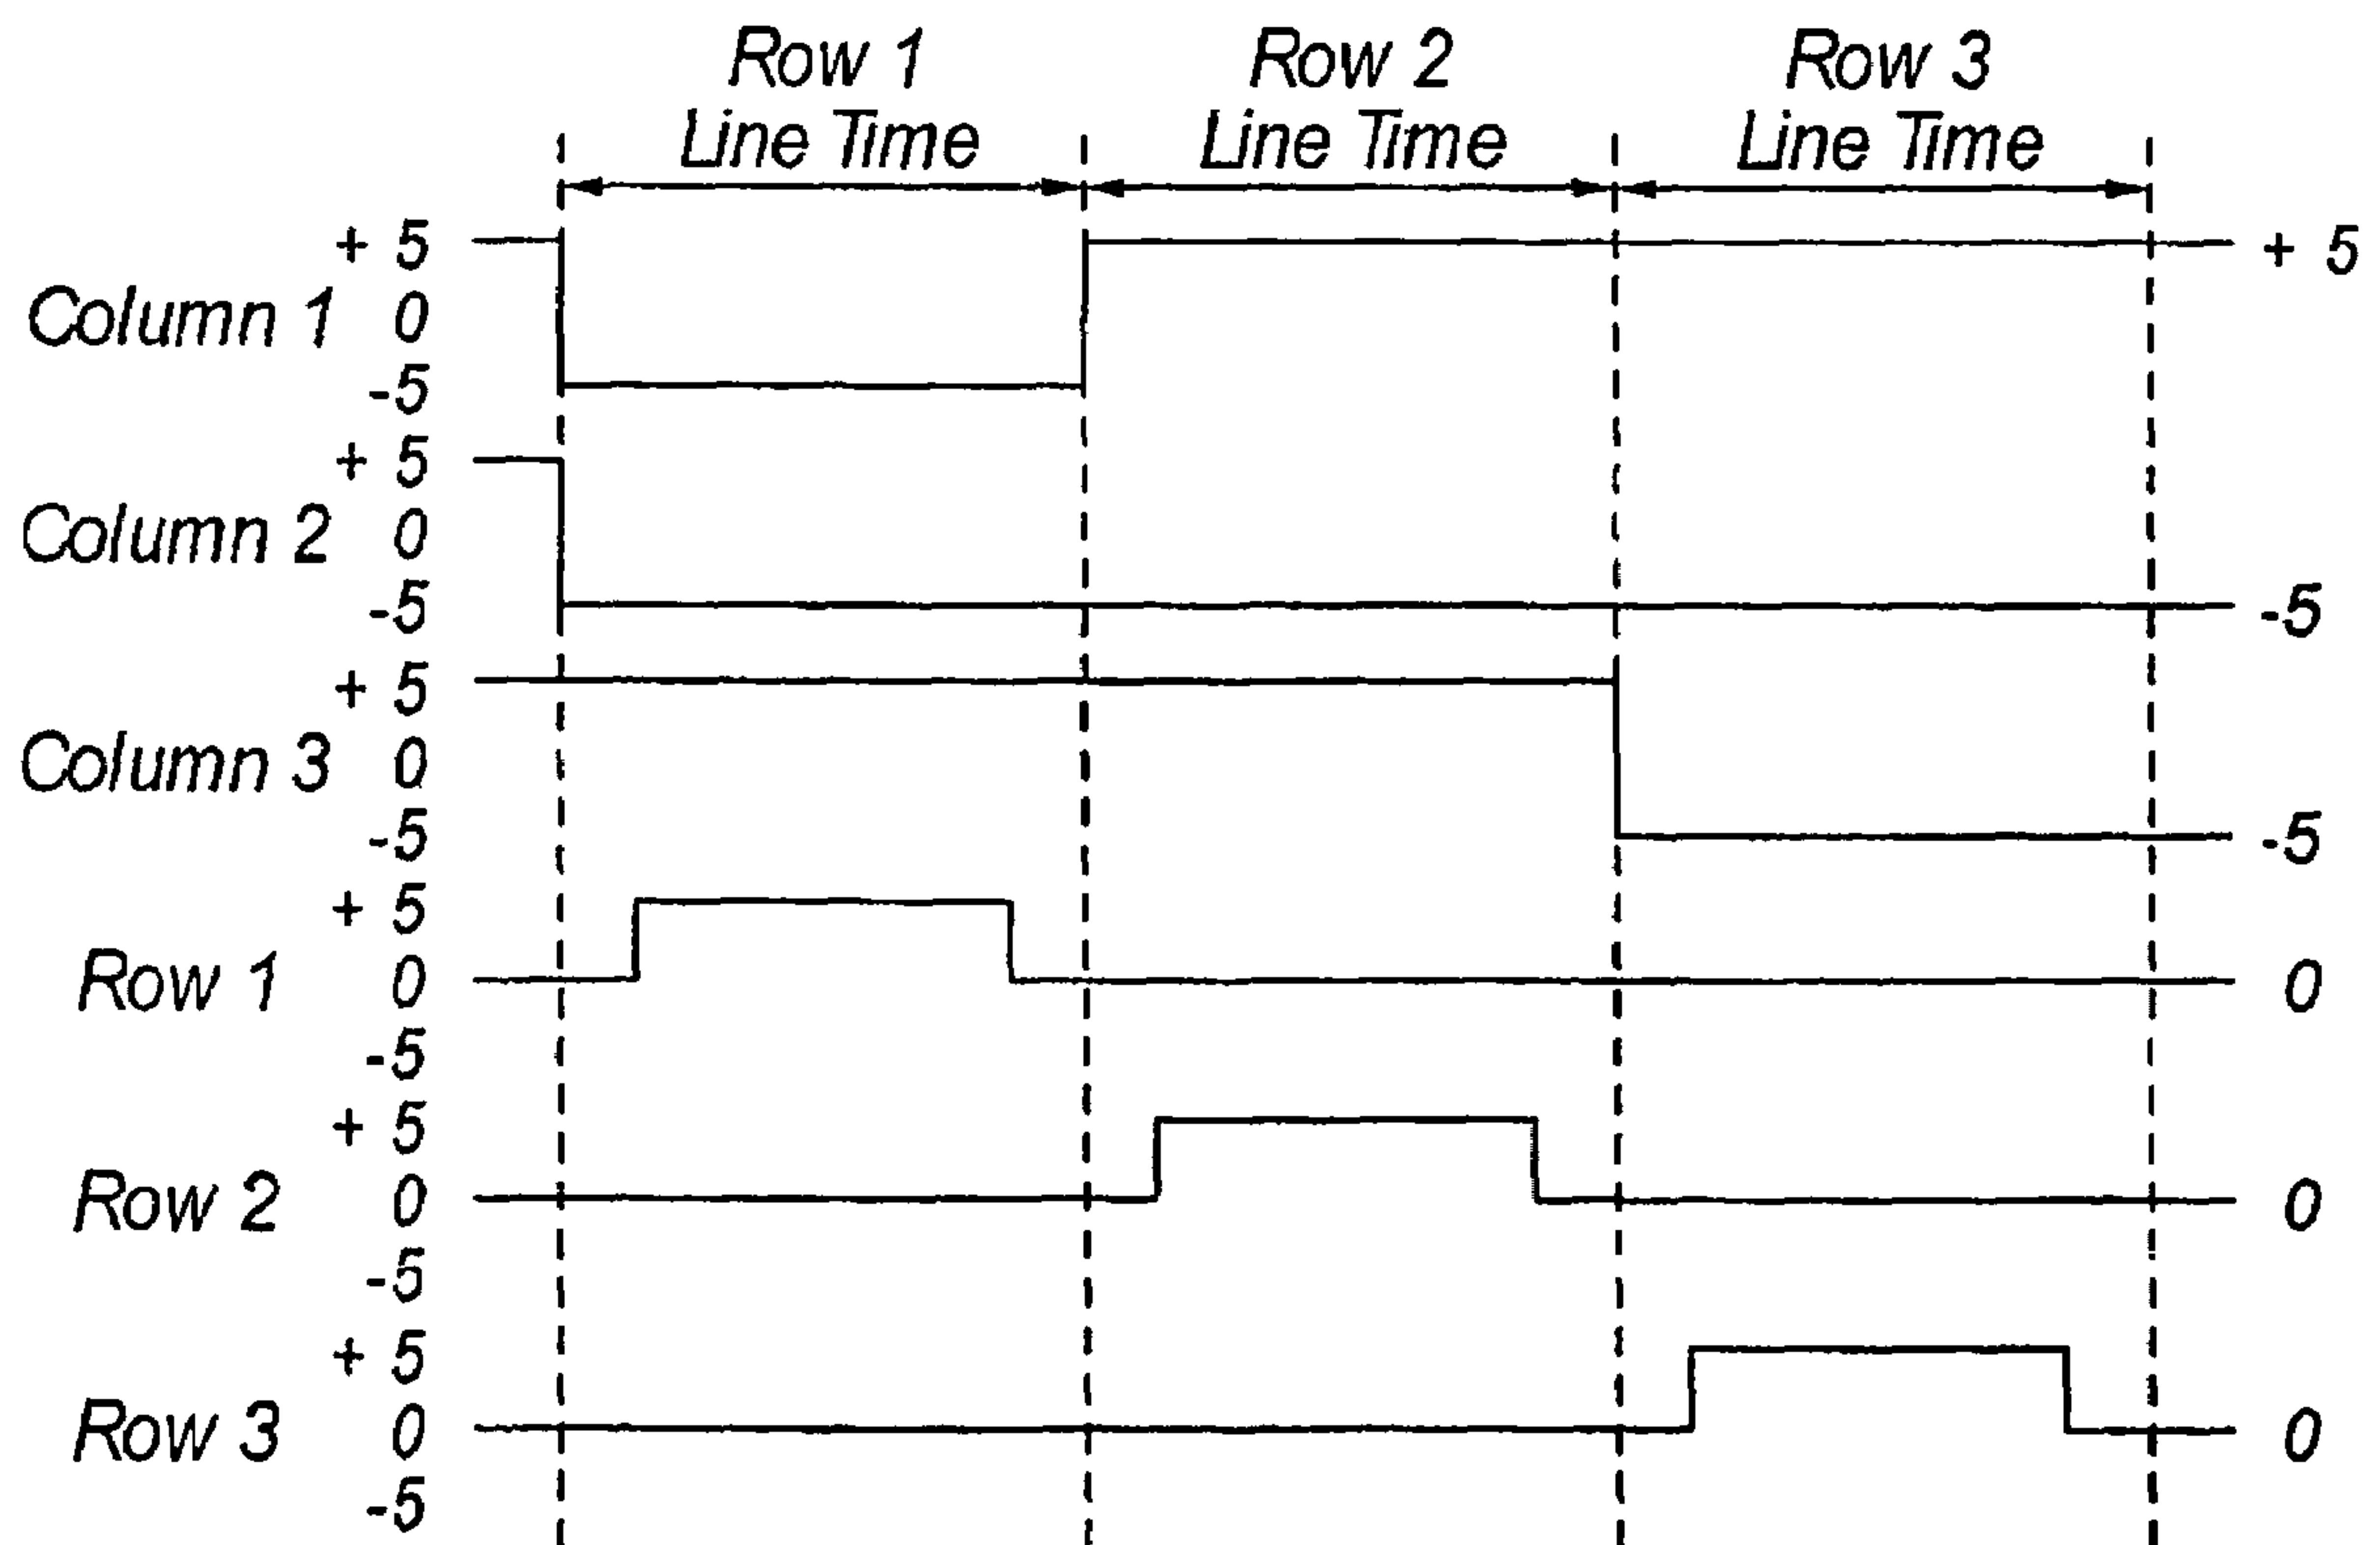 Row 1 Row 2 Row 3
Line Time Line Time Line Time
+ 5 + 5
Column 1 0
-5
+ 5
Column 2 0
-5 -5
+ 5
Column 3 0
-5 -5
+ 5
Row 1 0 0
-5
+ 5
Row 2 0 0
-5
+ 5
Row 3 0 0
-5